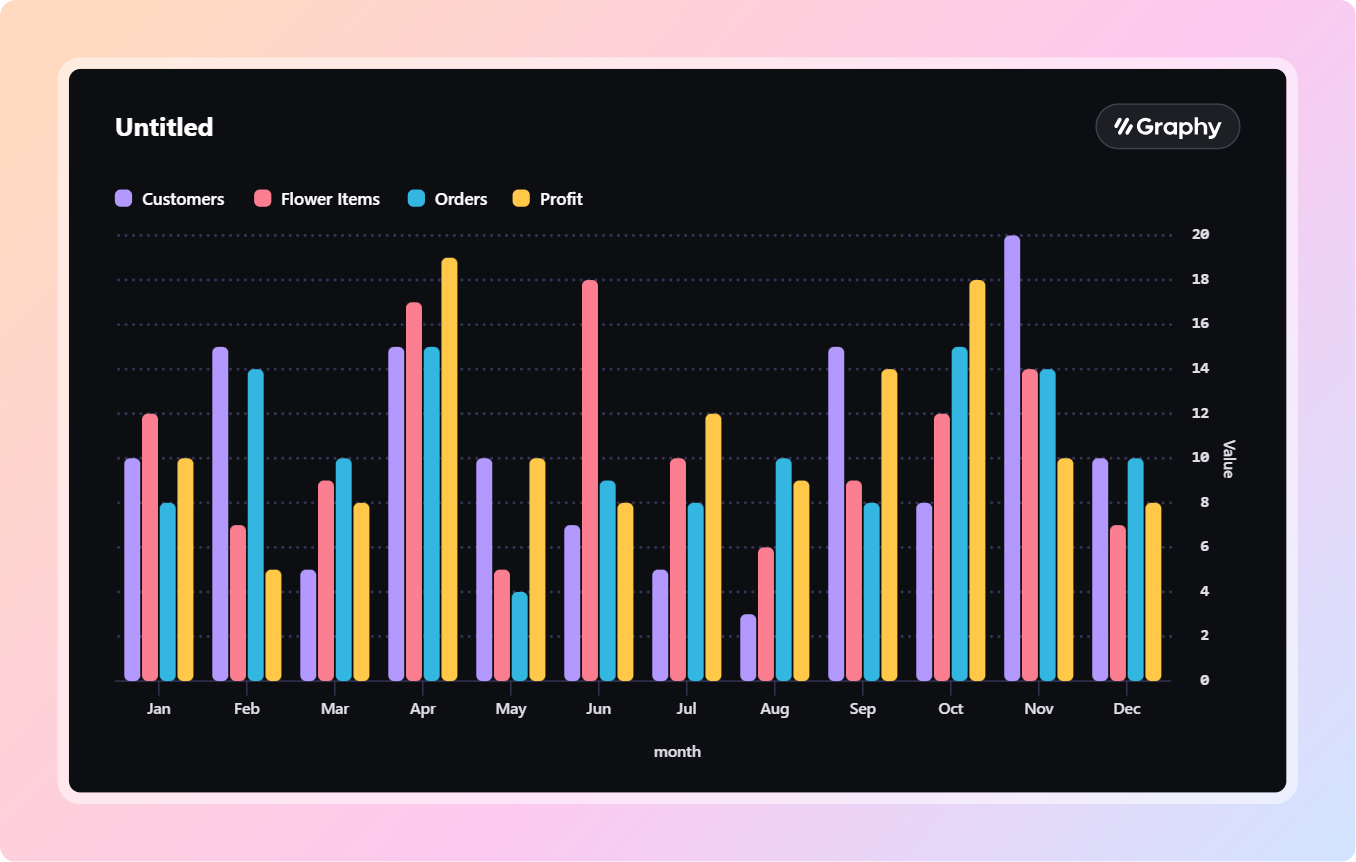 Untitled
Graphy
Customers Flower Items Orders Profit
20
18
16
14
12
10
8
6
4
2
0
Value
Jan Feb Mar Apr May Jun Jul Aug Sep Oct Nov Dec
month